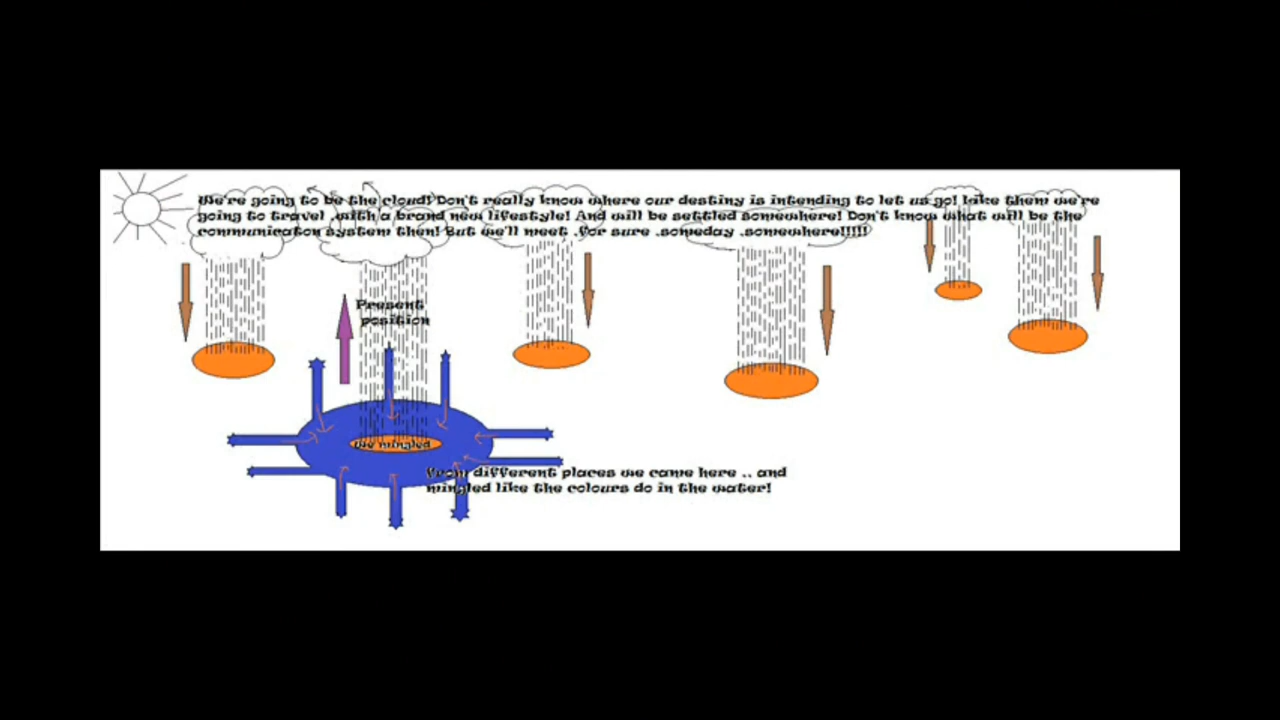 We're going to be the cloud! Don't really know where our destiny is intending to let us go! Like them we're
going to travel ,with a brand new lifestyle! And will be settled somewhere! Don't know what will be the
communicaton system then! But we'll meet ,for sure ,someday ,somewhere!!!!!
Present
position
We mingled
From different places we came here .. and
mingled like the colours do in the water!